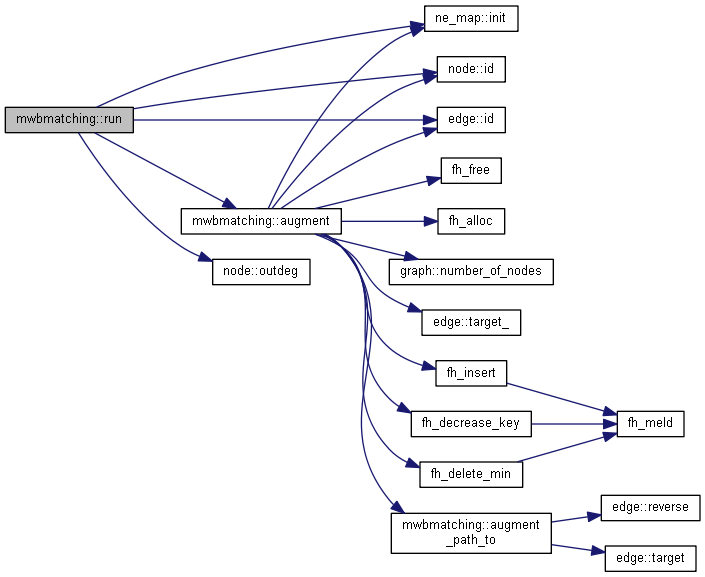 ne_map::init
node::id
mwbmatching::run
edge::id
fh_free
mwbmatching::augment
fh_alloc
node::outdeg
graph::number_of_nodes
edge::target_
fh_insert
fh_decrease_key
fh_meld
fh_delete_min
mwbmatching::augment
_path_to
edge::reverse
edge::target